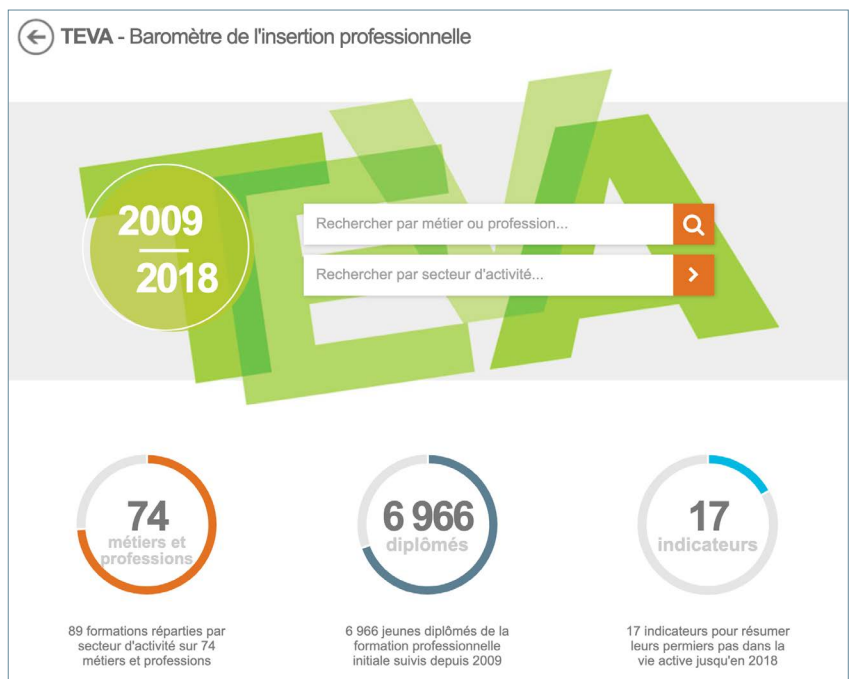 TEVA - Baromètre de l'insertion professionnelle
TEVA
2009
2018
Rechercher par métier ou profession...
Rechercher par secteur d'activité...
74
métiers et
professions
89 formations réparties par
secteur d'activité sur 74
métiers et professions
6 966
diplômés
6 966 jeunes diplômés de la
formation professionnelle
initiale suivis depuis 2009
17
indicateurs
17 indicateurs pour résumer
leurs permiers pas dans la
vie active jusqu'en 2018